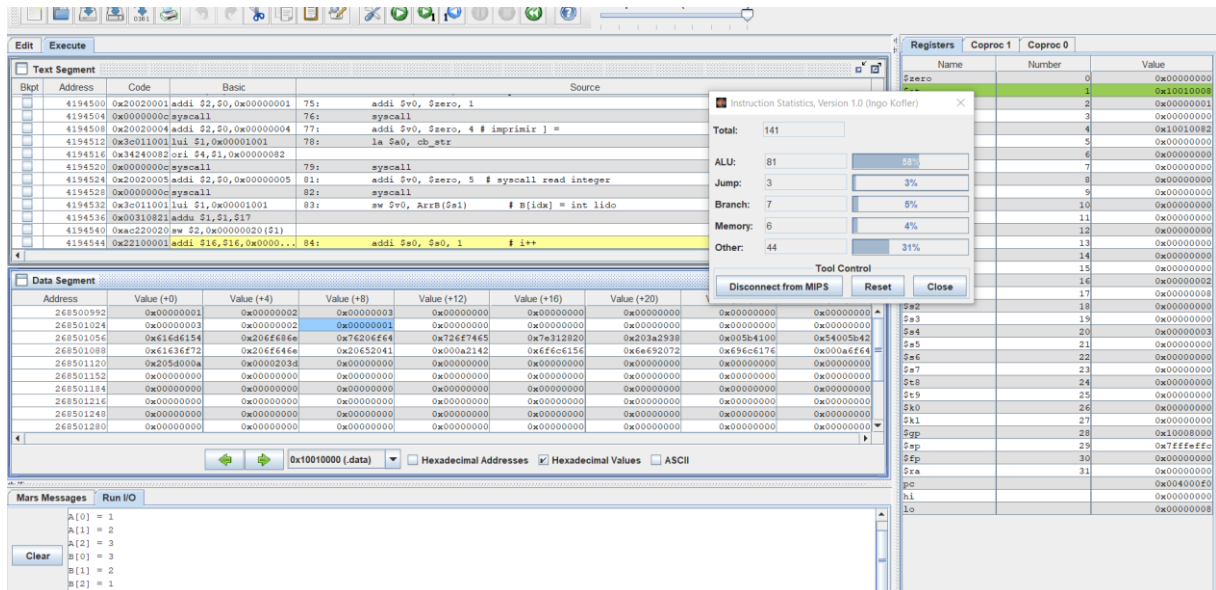 Edit Execute
Text Segment
Bkpt Address Code Basic Source
4194500 0x20020001 addi $2,$0,0x00000001 75: addi $v0, $zero, 1
4194504 0x0000000c syscall 76: syscall
4194508 0x20020004 addi $2,$0,0x00000004 77: addi $v0, $zero, 4 # imprimir ] =
4194512 0x3c011001 lui $1,0x00001001 78: la $a0, cb_str
4194516 0x34240082 ori $4,$1,0x00000082
4194520 0x0000000c syscall 79: syscall
4194524 0x20020005 addi $2,$0,0x00000005 81: addi $v0, $zero, 5 # syscall read integer
4194528 0x0000000c syscall 82: syscall
4194532 0x3c011001 lui $1,0x00001001 83: sw $v0, ArrB($s1) # B[idx] = int lido
4194536 0x00310821 addu $1,$1,$17
4194540 0xac220020 sw $2,0x00000020($1)
4194544 0x22100001 addi $16,$16,0x0000... 84: addi $s0, $s0, 1 # i++
Data Segment
Address Value (+0) Value (+4) Value (+8) Value (+12) Value (+16) Value (+20)
268500992 0x00000001 0x00000002 0x00000003 0x00000000 0x00000000 0x00000000 0x00000000 0x00000000
268501024 0x00000003 0x00000002 0x00000001 0x00000000 0x00000000 0x00000000 0x00000000 0x00000000
268501056 0x616d6154 0x206f686e 0x76206f64 0x726f7465 0x7e312820 0x203a2938 0x005b4100 0x54005b42
268501088 0x61636f72 0x206f646e 0x20652041 0x000a2142 0x6f6c6156 0x6e692072 0x696c6176 0x000a6f64
268501120 0x205d000a 0x0000203d 0x00000000 0x00000000 0x00000000 0x00000000 0x00000000 0x00000000
268501152 0x00000000 0x00000000 0x00000000 0x00000000 0x00000000 0x00000000 0x00000000 0x00000000
268501184 0x00000000 0x00000000 0x00000000 0x00000000 0x00000000 0x00000000 0x00000000 0x00000000
268501216 0x00000000 0x00000000 0x00000000 0x00000000 0x00000000 0x00000000 0x00000000 0x00000000
268501248 0x00000000 0x00000000 0x00000000 0x00000000 0x00000000 0x00000000 0x00000000 0x00000000
268501280 0x00000000 0x00000000 0x00000000 0x00000000 0x00000000 0x00000000 0x00000000 0x00000000
0x10010000 (.data) Hexadecimal Addresses Hexadecimal Values ASCII
Mars Messages Run I/O
A[0] = 1
A[1] = 2
A[2] = 3
Clear
B[0] = 3
B[1] = 2
B[2] = 1
Instruction Statistics, Version 1.0 (Ingo Kofler)
Total: 141
ALU: 81 58%
Jump: 3 3%
Branch: 7 5%
Memory: 6 4%
Other: 44 31%
Tool Control
Disconnect from MIPS Reset Close
Registers Coproc 1 Coproc 0
Name Number Value
$zero 0 0x00000000
1 0x10010008
2 0x00000001
3 0x00000000
4 0x10010082
5 0x00000000
6 0x00000000
7 0x00000000
8 0x00000000
9 0x00000000
10 0x00000000
11 0x00000000
12 0x00000000
13 0x00000000
14 0x00000000
15 0x00000000
16 0x00000002
17 0x00000008
$s2 18 0x00000000
$s3 19 0x00000000
$s4 20 0x00000003
$s5 21 0x00000000
$s6 22 0x00000000
$s7 23 0x00000000
$t8 24 0x00000000
$t9 25 0x00000000
$k0 26 0x00000000
$k1 27 0x00000000
$gp 28 0x10008000
$sp 29 0x7fffeffc
$fp 30 0x00000000
$ra 31 0x00000000
pc 0x004000f0
hi 0x00000000
lo 0x00000008